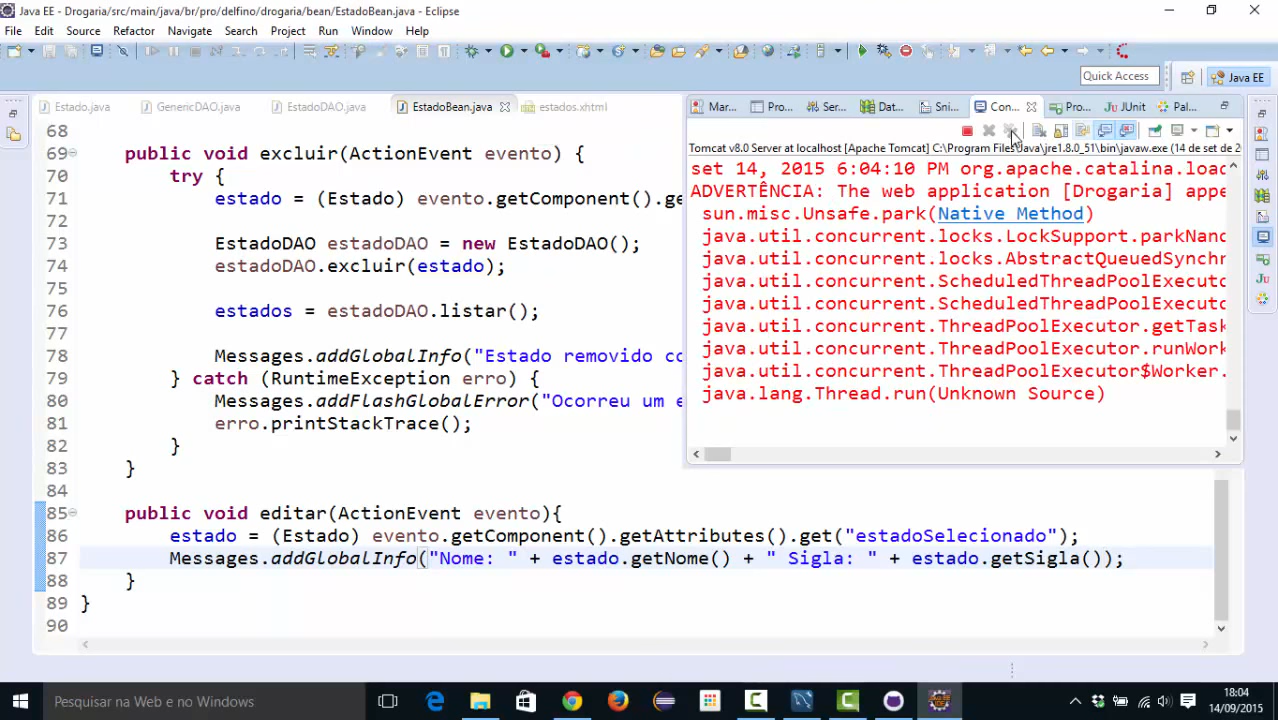 Java EE - Drogaria/src/main/java/br/pro/delfino/drogaria/bean/EstadoBean.java - Eclipse
File Edit Source Refactor Navigate Search Project Run Window Help
Quick Access Java EE
Estado.java GenericDAO.java EstadoDAO.java EstadoBean.java estados.xhtml
Mar... Pro... Ser... Dat... Sni... Con... Pro... JUnit Pal...
Tomcat v8.0 Server at localhost [Apache Tomcat] C:\Program Files\Java\jre1.8.0_51\bin\javaw.exe (14 de set de 2
set 14, 2015 6:04:10 PM org.apache.catalina.load
ADVERTÊNCIA: The web application [Drogaria] appe
sun.misc.Unsafe.park(Native Method)
java.util.concurrent.locks.LockSupport.parkNano
java.util.concurrent.locks.AbstractQueuedSynchr
java.util.concurrent.ScheduledThreadPoolExecuto
java.util.concurrent.ScheduledThreadPoolExecuto
java.util.concurrent.ThreadPoolExecutor.getTask
java.util.concurrent.ThreadPoolExecutor.runWork
java.util.concurrent.ThreadPoolExecutor$Worker.
java.lang.Thread.run(Unknown Source)
68
69 public void excluir(ActionEvent evento) {
70 try {
71 estado = (Estado) evento.getComponent().ge
72
73 EstadoDAO estadoDAO = new EstadoDAO();
74 estadoDAO.excluir(estado);
75
76 estados = estadoDAO.listar();
77
78 Messages.addGlobalInfo("Estado removido co
79 } catch (RuntimeException erro) {
80 Messages.addFlashGlobalError("Ocorreu um e
81 erro.printStackTrace();
82 }
83 }
84
85 public void editar(ActionEvent evento){
86 estado = (Estado) evento.getComponent().getAttributes().get("estadoSelecionado");
87 Messages.addGlobalInfo("Nome: " + estado.getNome() + " Sigla: " + estado.getSigla());
88 }
89 }
90
Pesquisar na Web e no Windows
18:04
14/09/2015